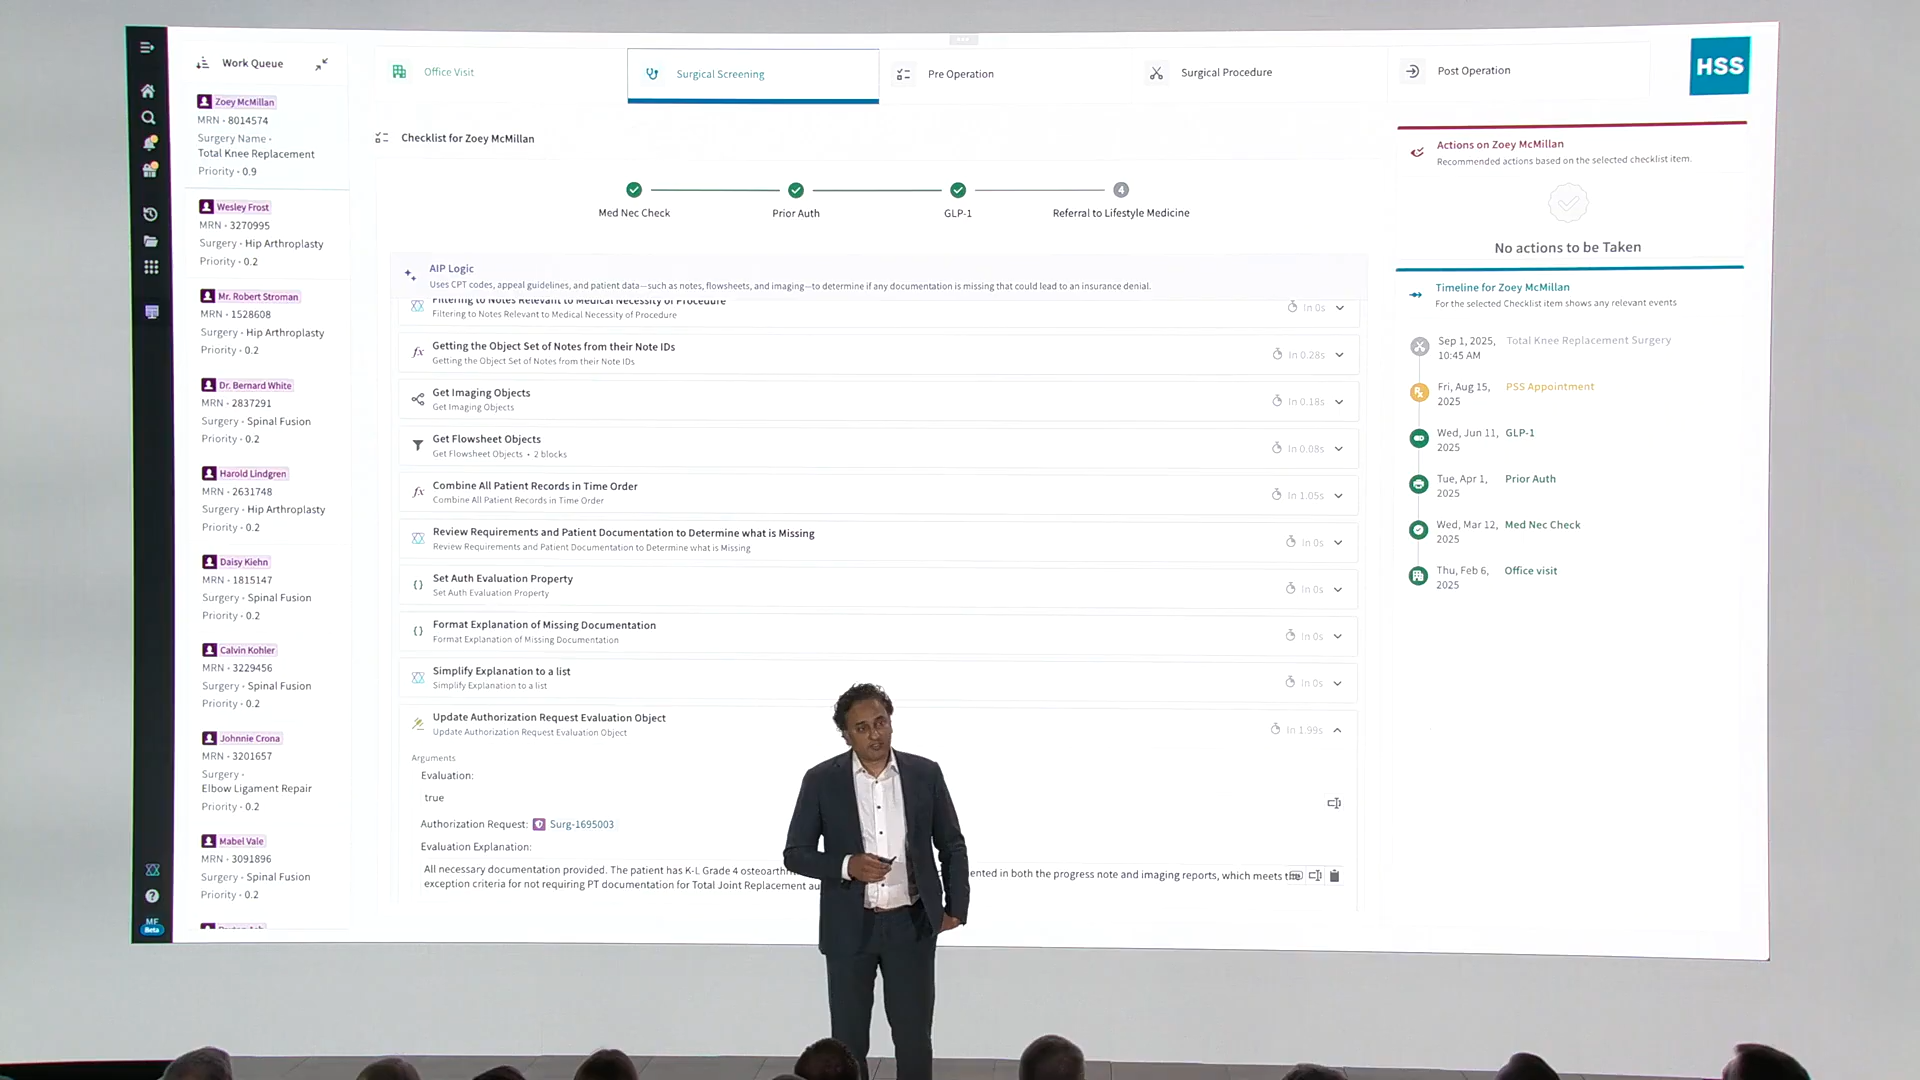 Work Queue
Zoey McMillan
MRN - 8014574
Surgery Name -
Total Knee Replacement
Priority - 0.9
Wesley Frost
MRN - 3270995
Surgery - Hip Arthroplasty
Priority - 0.2
Mr. Robert Stroman
MRN - 1528608
Surgery - Hip Arthroplasty
Priority - 0.2
Dr. Bernard White
MRN - 2837291
Surgery - Spinal Fusion
Priority - 0.2
Harold Lindgren
MRN - 2631748
Surgery - Hip Arthroplasty
Priority - 0.2
Daisy Kiehn
MRN - 1815147
Surgery - Spinal Fusion
Priority - 0.2
Calvin Kohler
MRN - 3229456
Surgery - Spinal Fusion
Priority - 0.2
Johnnie Crona
MRN - 3201657
Surgery -
Elbow Ligament Repair
Priority - 0.2
Mabel Vale
MRN - 3091896
Surgery - Spinal Fusion
Priority - 0.2
Beta
Office Visit
Surgical Screening
Pre Operation
Surgical Procedure
Post Operation
HSS
Checklist for Zoey McMillan
4
Med Nec Check
Prior Auth
GLP-1
Referral to Lifestyle Medicine
AIP Logic
Uses CPT codes, appeal guidelines, and patient data—such as notes, flowsheets, and imaging—to determine if any documentation is missing that could lead to an insurance denial.
Filtering to Notes Relevant to Medical Necessity of Procedure
Filtering to Notes Relevant to Medical Necessity of Procedure
In 0s
Getting the Object Set of Notes from their Note IDs
Getting the Object Set of Notes from their Note IDs
In 0.28s
Get Imaging Objects
Get Imaging Objects
In 0.18s
Get Flowsheet Objects
Get Flowsheet Objects • 2 blocks
In 0.08s
Combine All Patient Records in Time Order
Combine All Patient Records in Time Order
In 1.05s
Review Requirements and Patient Documentation to Determine what is Missing
Review Requirements and Patient Documentation to Determine what is Missing
In 0s
Set Auth Evaluation Property
Set Auth Evaluation Property
In 0s
Format Explanation of Missing Documentation
Format Explanation of Missing Documentation
In 0s
Simplify Explanation to a list
Simplify Explanation to a list
In 0s
Update Authorization Request Evaluation Object
Update Authorization Request Evaluation Object
In 1.99s
Arguments
Evaluation:
true
Authorization Request: Surg-1695003
Evaluation Explanation:
All necessary documentation provided. The patient has K-L Grade 4 in both the progress note and imaging reports, which meets the
exception criteria for not requiring PT documentation for Total Joint Replacement
Actions on Zoey McMillan
Recommended actions based on the selected checklist item.
No actions to be Taken
Timeline for Zoey McMillan
For the selected Checklist item shows any relevant events
Sep 1, 2025, Total Knee Replacement Surgery
10:45 AM
Fri, Aug 15, PSS Appointment
2025
Wed, Jun 11, GLP-1
2025
Tue, Apr 1, Prior Auth
2025
Wed, Mar 12, Med Nec Check
2025
Thu, Feb 6, Office visit
2025